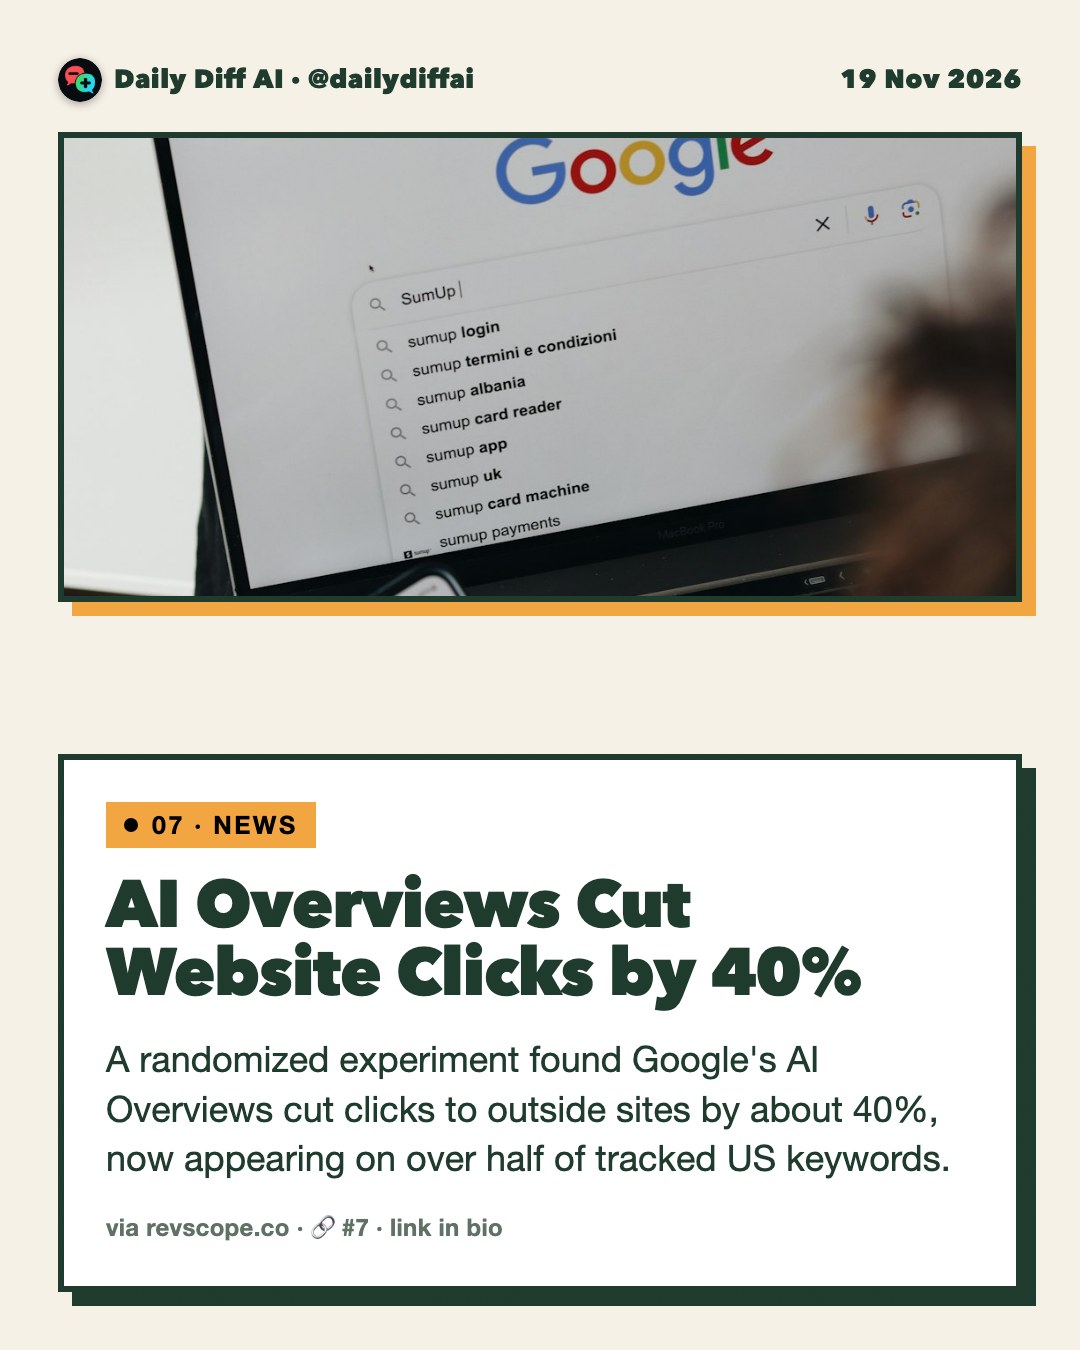 Daily Diff AI · @dailydiffai
19 Nov 2026
Google
SumUp
sumup login
sumup termini e condizioni
sumup albania
sumup card reader
sumup app
sumup uk
sumup card machine
sumup payments
MacBook Pro
07 · NEWS
AI Overviews Cut
Website Clicks by 40%
A randomized experiment found Google's AI
Overviews cut clicks to outside sites by about 40%,
now appearing on over half of tracked US keywords.
via revscope.co · 🔗 #7 · link in bio